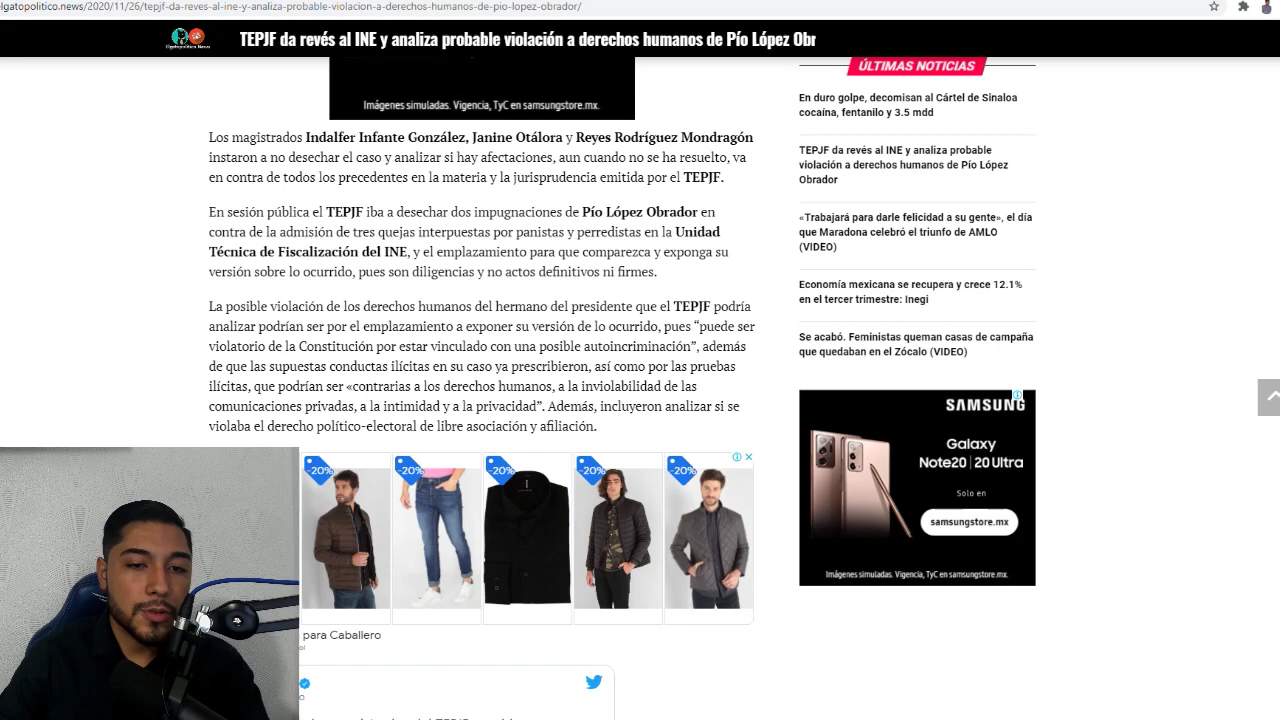 lgatopolitico.news/2020/11/26/tepjf-da-reves-al-ine-y-analiza-probable-violacion-a-derechos-humanos-de-pio-lopez-obrador/
TEPJF da revés al INE y analiza probable violación a derechos humanos de Pío López Obr
Imágenes simuladas. Vigencia, TyC en samsungstore.mx.
Los magistrados Indalfer Infante González, Janine Otálora y Reyes Rodríguez Mondragón
instaron a no desechar el caso y analizar si hay afectaciones, aun cuando no se ha resuelto, va
en contra de todos los precedentes en la materia y la jurisprudencia emitida por el TEPJF.
En sesión pública el TEPJF iba a desechar dos impugnaciones de Pío López Obrador en
contra de la admisión de tres quejas interpuestas por panistas y perredistas en la Unidad
Técnica de Fiscalización del INE, y el emplazamiento para que comparezca y exponga su
versión sobre lo ocurrido, pues son diligencias y no actos definitivos ni firmes.
La posible violación de los derechos humanos del hermano del presidente que el TEPJF podría
analizar podrían ser por el emplazamiento a exponer su versión de lo ocurrido, pues “puede ser
violatorio de la Constitución por estar vinculado con una posible autoincriminación”, además
de que las supuestas conductas ilícitas en su caso ya prescribieron, así como por las pruebas
ilícitas, que podrían ser «contrarias a los derechos humanos, a la inviolabilidad de las
comunicaciones privadas, a la intimidad y a la privacidad”. Además, incluyeron analizar si se
violaba el derecho político-electoral de libre asociación y afiliación.
-20% -20% -20% -20% -20%
para Caballero
ÚLTIMAS NOTICIAS
En duro golpe, decomisan al Cártel de Sinaloa
cocaína, fentanilo y 3.5 mdd
TEPJF da revés al INE y analiza probable
violación a derechos humanos de Pío López
Obrador
«Trabajará para darle felicidad a su gente», el día
que Maradona celebró el triunfo de AMLO
(VIDEO)
Economía mexicana se recupera y crece 12.1%
en el tercer trimestre: Inegi
Se acabó. Feministas queman casas de campaña
que quedaban en el Zócalo (VIDEO)
SAMSUNG
Galaxy
Note20 | 20 Ultra
Solo en
samsungstore.mx
Imágenes simuladas. Vigencia, TyC en samsungstore.mx.